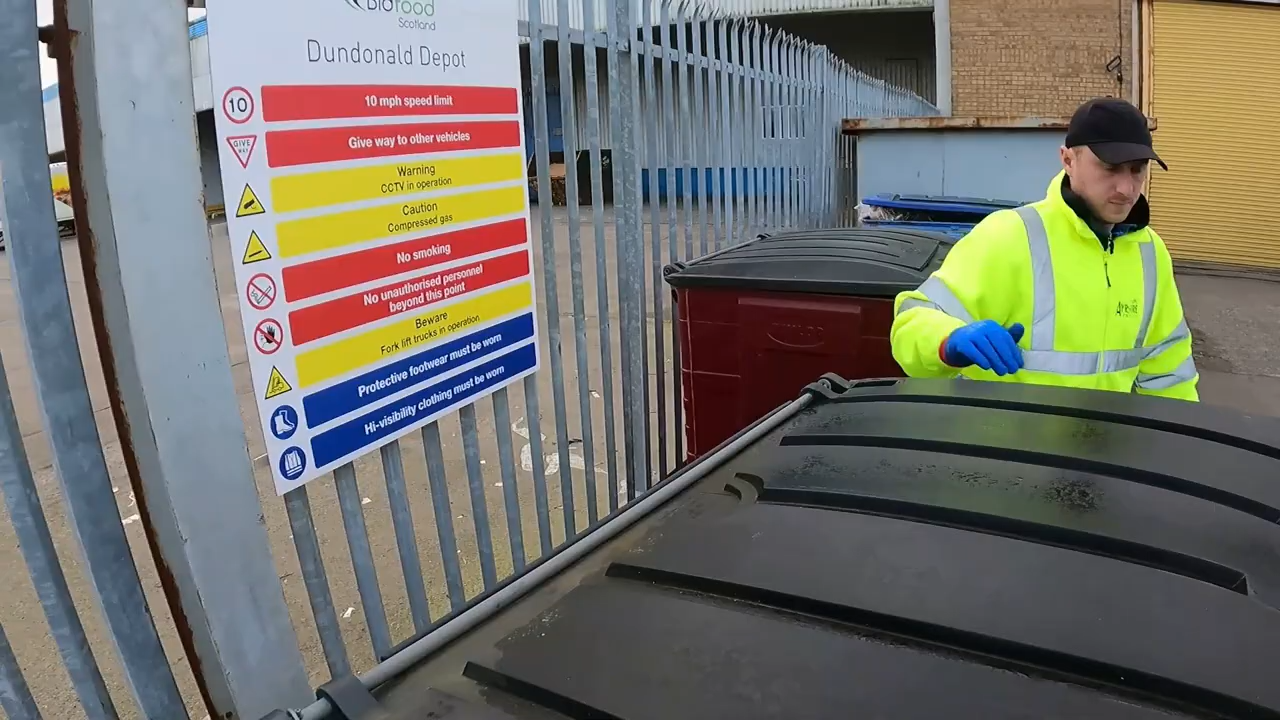 Biofood
Scotland
Dundonald Depot
10
10 mph speed limit
GIVE WAY
Give way to other vehicles
Warning
CCTV in operation
Caution
Compressed gas
No smoking
No unauthorised personnel
beyond this point
Beware
Fork lift trucks in operation
Protective footwear must be worn
Hi-visibility clothing must be worn